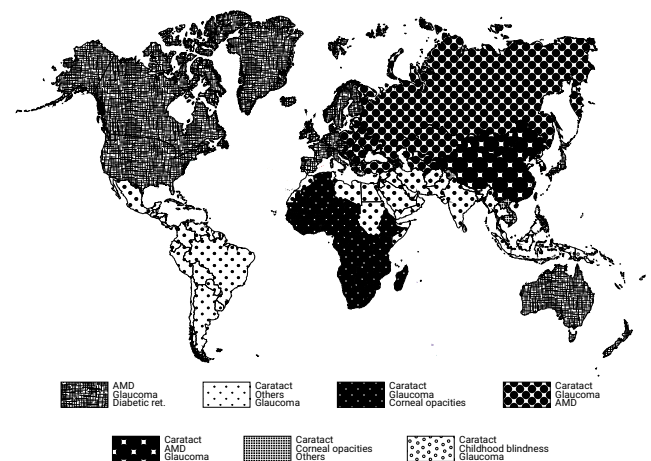 AMD
Glaucoma
Diabetic ret.
Caratact
Others
Glaucoma
Caratact
Glaucoma
Corneal opacities
Caratact
Glaucoma
AMD
Caratact
AMD
Glaucoma
Caratact
Corneal opacities
Others
Caratact
Childhood blindness
Glaucoma